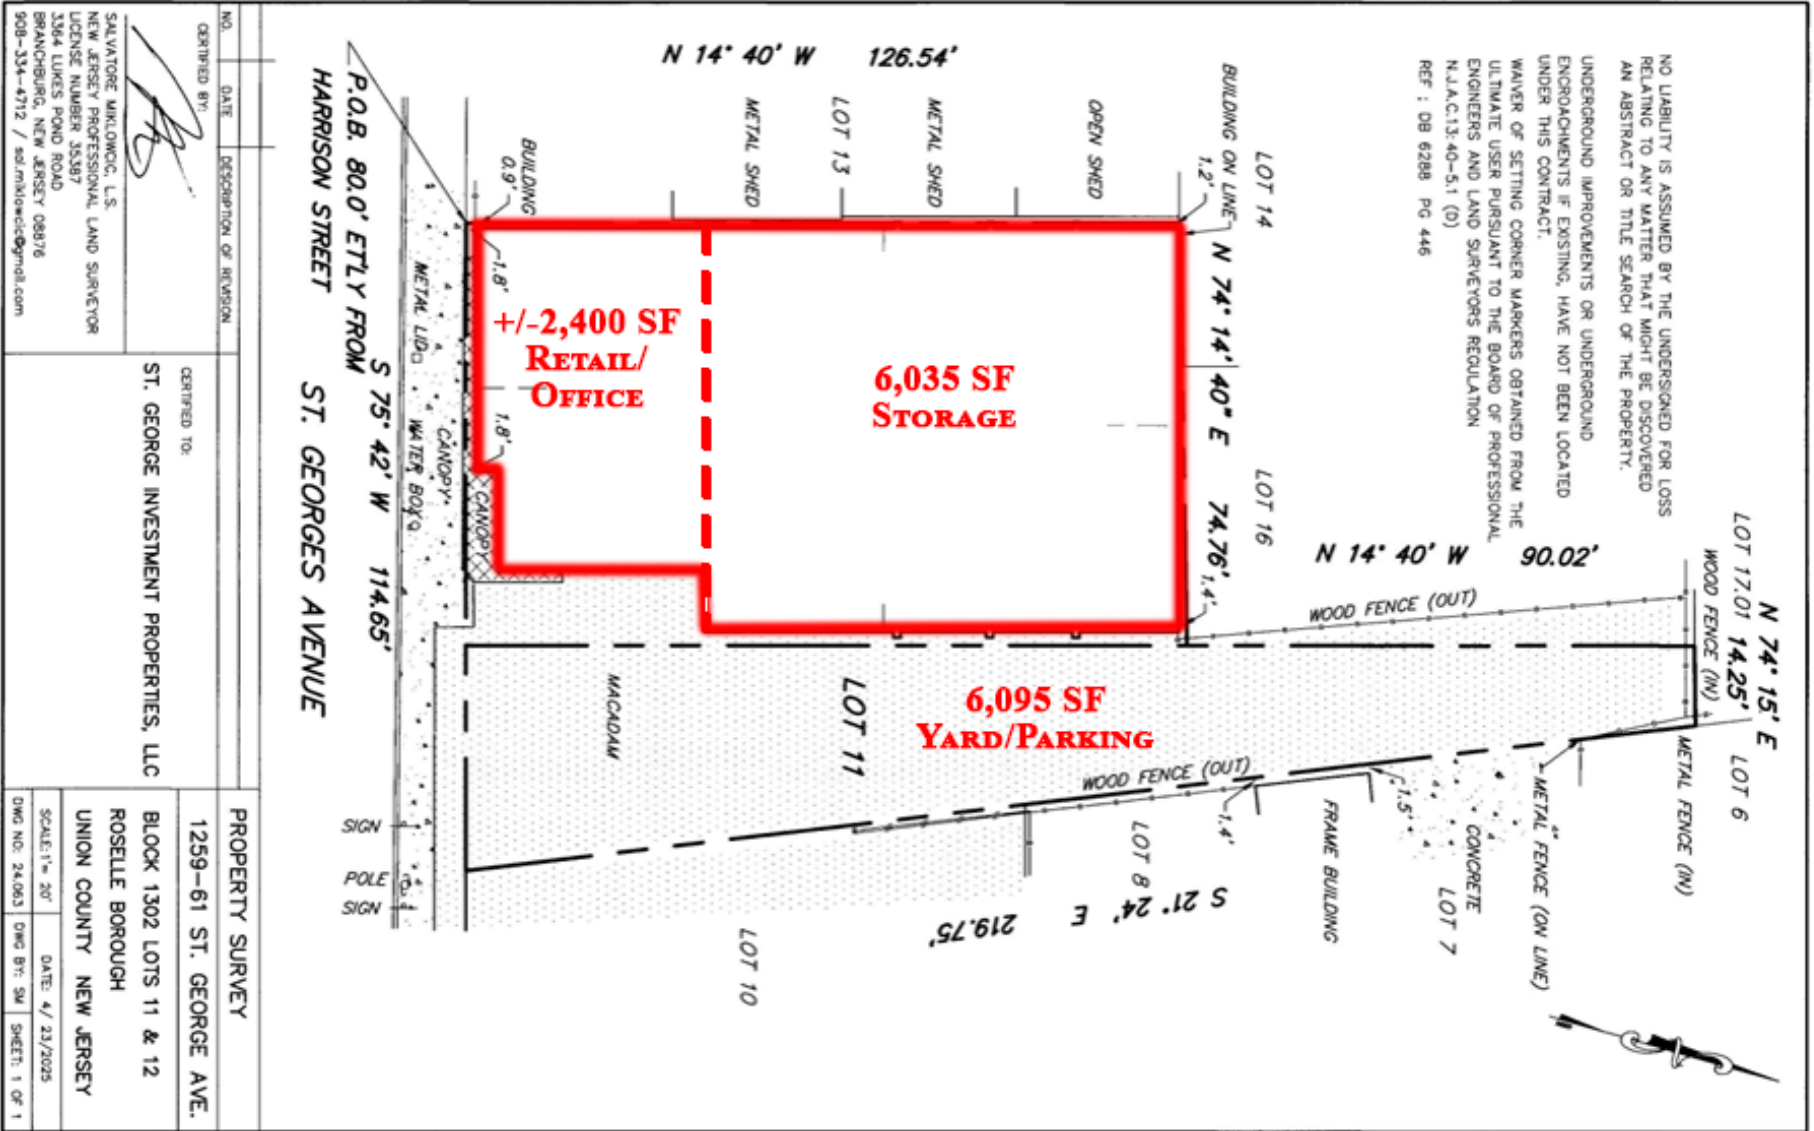 NO LIABILITY IS ASSUMED BY THE UNDERSIGNED FOR LOSS
RELATING TO ANY MATTER THAT MIGHT BE DISCOVERED
AN ABSTRACT OR TITLE SEARCH OF THE PROPERTY.
UNDERGROUND IMPROVEMENTS OR UNDERGROUND
ENCROACHMENTS IF EXISTING, HAVE NOT BEEN LOCATED
UNDER THIS CONTRACT.
WAIVER OF SETTING CORNER MARKERS OBTAINED FROM THE
ULTIMATE USER PURSUANT TO THE BOARD OF PROFESSIONAL
ENGINEERS AND LAND SURVEYORS REGULATION
N.J.A.C.13:40-5.1 (D)
REF : DB 6288 PG 446
N 74° 15' E
14.25'
LOT 17.01
LOT 6
WOOD FENCE (IN)
METAL FENCE (IN)
N 14° 40' W 90.02'
WOOD FENCE (OUT)
METAL FENCE (ON LINE)
CONCRETE
LOT 7
1.5'
FRAME BUILDING
1.4'
WOOD FENCE (OUT)
LOT 8
S 21° 24' E 219.75'
LOT 10
LOT 14
LOT 16
BUILDING ON LINE
1.2'
N 74° 14' 40" E 74.76'
1.4'
N 14° 40' W 126.54'
OPEN SHED
METAL SHED
LOT 13
METAL SHED
BUILDING
0.9'
1.8'
1.8'
+/-2,400 SF
RETAIL/
OFFICE
6,035 SF
STORAGE
6,095 SF
YARD/PARKING
LOT 11
MACADAM
CANOPY
CANOPY
METAL LID
WATER BOX
SIGN
POLE
SIGN
P.O.B. 80.0' ET'LY FROM
HARRISON STREET
S 75° 42' W 114.65'
ST. GEORGES AVENUE
NO. DATE DESCRIPTION OF REVISION
CERTIFIED BY:
SALVATORE MIKLOWCIC, L.S.
NEW JERSEY PROFESSIONAL LAND SURVEYOR
LICENSE NUMBER 35387
3364 LUKES POND ROAD
BRANCHBURG, NEW JERSEY 08876
908-334-4712 / sal.miklowcic@gmail.com
CERTIFIED TO:
ST. GEORGE INVESTMENT PROPERTIES, LLC
PROPERTY SURVEY
1259-61 ST. GEORGE AVE.
BLOCK 1302 LOTS 11 & 12
ROSELLE BOROUGH
UNION COUNTY NEW JERSEY
SCALE: 1"= 20' DATE: 4/ 23/2025
DWG NO: 24.063 DWG BY: SM SHEET: 1 OF 1